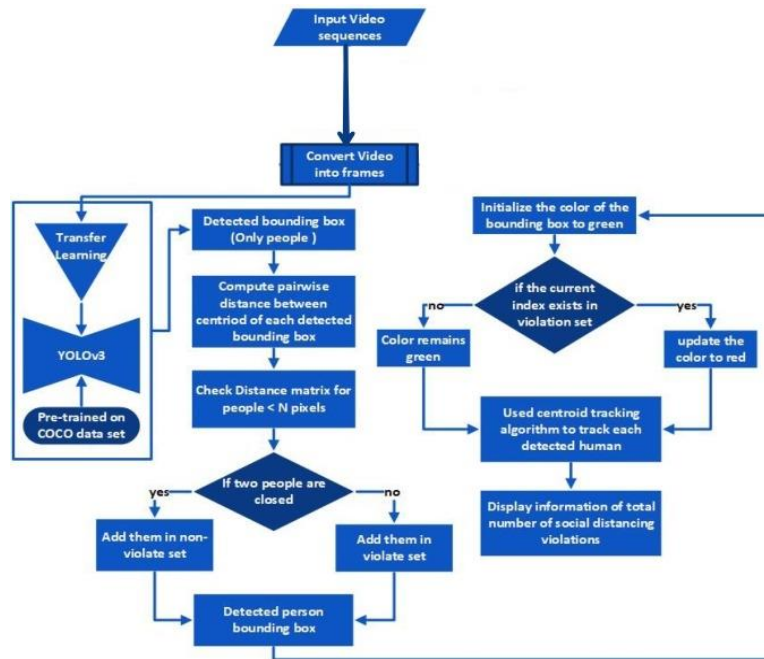 Input Video
sequences
Convert Video
into frames
Transfer
Learning
YOLOv3
Pre-trained on
COCO data set
Detected bounding box
(Only people )
Compute pairwise
distance between
centriod of each detected
bounding box
Check Distance matrix for
people < N pixels
If two people are
closed
yes
no
Add them in non-
violate set
Add them in
violate set
Detected person
bounding box
Initialize the color of the
bounding box to green
if the current
index exists in
violation set
no
yes
Color remains
green
update the
color to red
Used centroid tracking
algorithm to track each
detected human
Display information of total
number of social distancing
violations